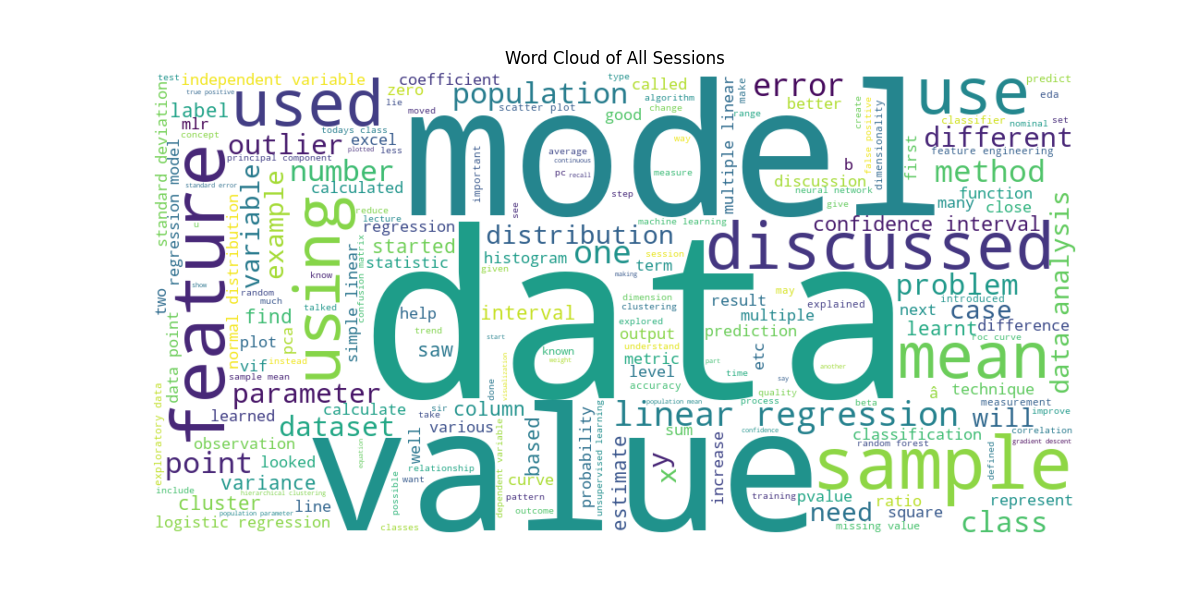 Word Cloud of All Sessions
test
independent variable
coefficient
type
called
algorithm
predict
true positive
used
zero
population
good
change
make
error
better
range
create
use
eda
label
lie
moved
scatter plot
classifier
set
nominal
mlr
concept
todays class
excel
plotted
less
outlier
principal component
number
model
average
continuous
pc
recall
important
way
measure
multiple linear
b
discussion
neural network
false positive
dimensionality
first
different
feature engineering
method
function
many
close
standard deviation
standard error
regression model
feature
variable
example
calculated
reduce
lecture
regression
see
step
machine learning
give
confidence interval
discussed
data analysis
started
statistic
distribution
histogram
given
one
term
session
making
problem
introduced
two
random
much
show
normal distribution
know
talked
using
simple linear
confusion matrix
data
dimension
clustering
explored
result
multiple
may
explained
next
case
learnt
difference
roc curve
find
plot
pca
instead
vif
sample mean
data point
help
trend
saw
interval
start
known
weight
output
understand
metric
level
accuracy
prediction
part
time
etc
say
another
quality
mean
â
technique
parameter
learned
calculate
dataset
sir
take
column
various
done
visualization
process
population mean
linear regression
beta
will
measurement
improve
exploratory data
observation
point
looked
variance
include
cluster
hierarchical clustering
population parameter
line
logistic regression
equation
value
well
relationship
want
possible
classes
dependent variable
curve
pattern
outcome
based
probability
unsupervised learning
estimate
sum
x
y
confidence
increase
training
pvalue
need
classification
random forest
sample
ratio
square
missing value
defined
correlation
gradient descent
represent
class